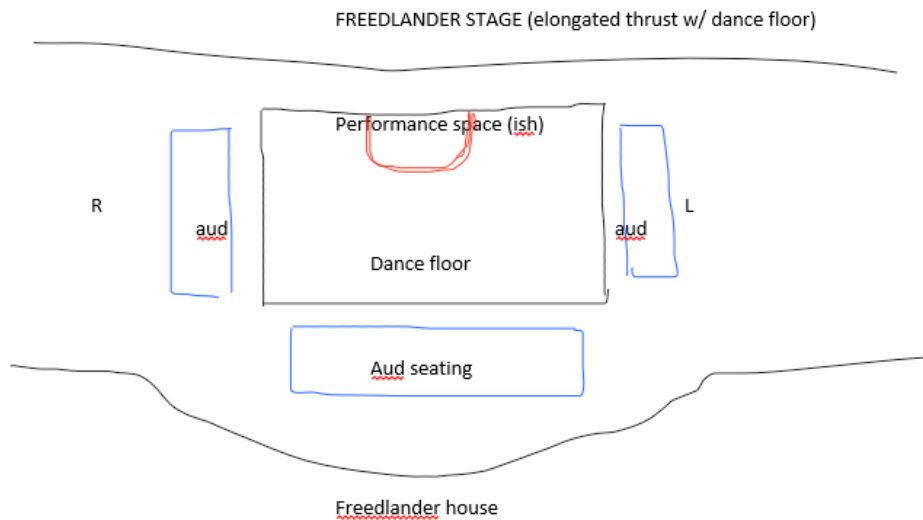 FREEDLANDER STAGE (elongated thrust w/ dance floor)
Performance space (ish)
R
L
aud
aud
Dance floor
Aud seating
Freedlander house